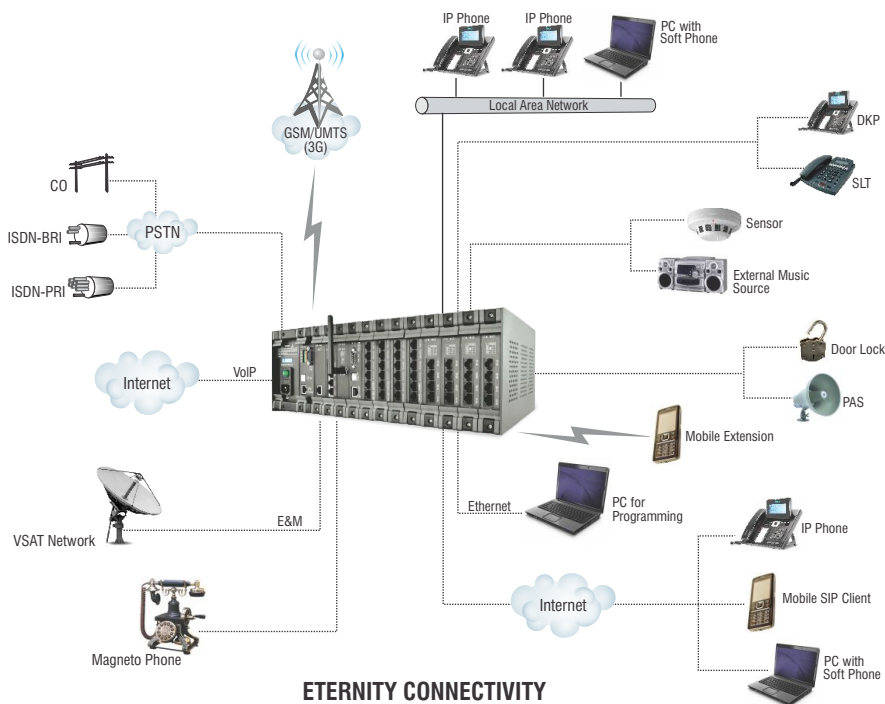 IP Phone
IP Phone
PC with
Soft Phone
Local Area Network
GSM/UMTS
(3G)
DKP
SLT
CO
ISDN-BRI
PSTN
ISDN-PRI
Sensor
External Music
Source
Internet
VoIP
Door Lock
PAS
Mobile Extension
VSAT Network
E&M
Ethernet
PC for
Programming
IP Phone
Magneto Phone
Internet
Mobile SIP Client
PC with
Soft Phone
ETERNITY CONNECTIVITY